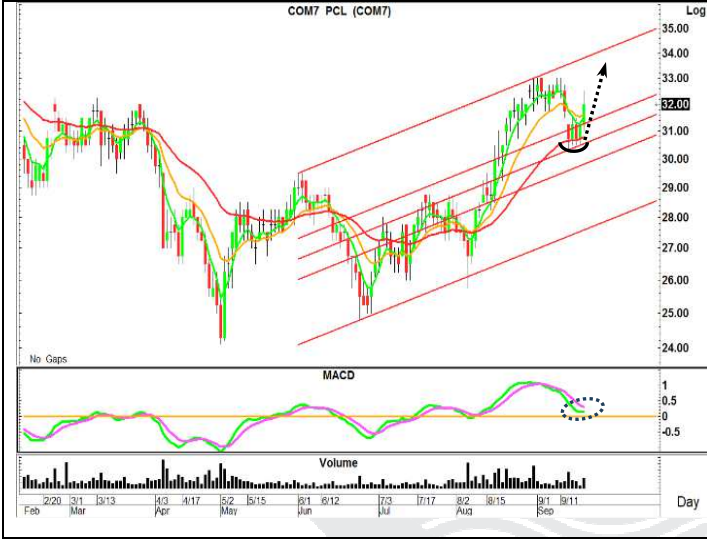 COM7 PCL (COM7)
Log
35.00
34.00
33.00
32.00
31.00
30.00
29.00
28.00
27.00
26.00
25.00
24.00
No Gaps
MACD
1
0.5
0
-0.5
Volume
2/20 3/1 3/13 4/3 4/17 5/2 5/15 6/1 6/12 7/3 7/17 8/2 8/15 9/1 9/11
Feb Mar Apr May Jun Jul Aug Sep
Day